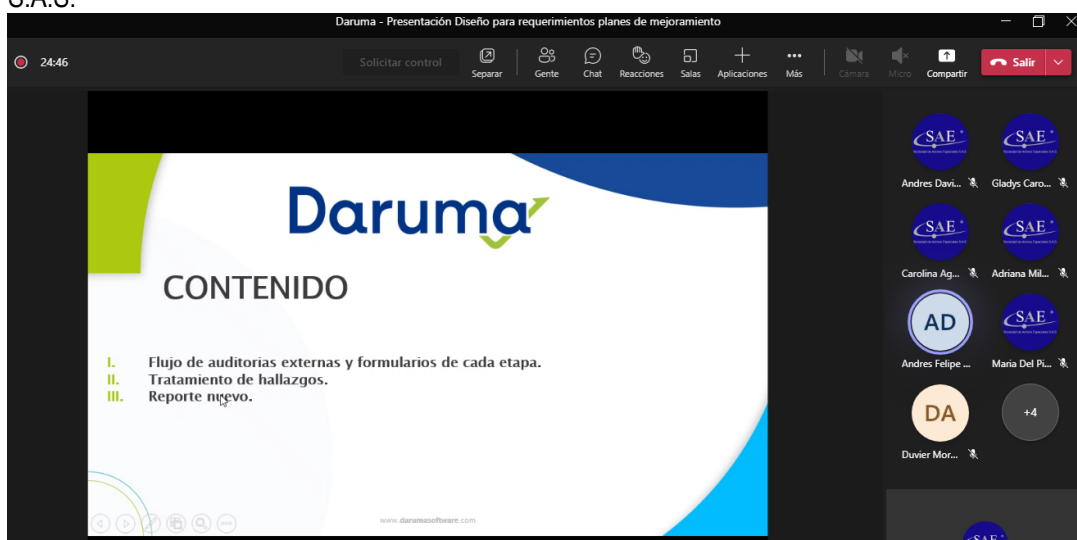 S.A.S.
Daruma - Presentación Diseño para requerimientos planes de mejoramiento
24:46
Solicitar control
Separar
Gente
Chat
Reacciones
Salas
Aplicaciones
Más
Cámara
Micro
Compartir
Salir
Daruma
CONTENIDO
I. Flujo de auditorias externas y formularios de cada etapa.
II. Tratamiento de hallazgos.
III. Reporte nuevo.
www.darumasoftware.com
SAE
SAE
Andres Davi...
Gladys Caro...
SAE
SAE
Carolina Ag...
Adriana Mil...
AD
SAE
Andres Felipe ...
Maria Del Pi...
DA
+4
Duvier Mor...
SAE